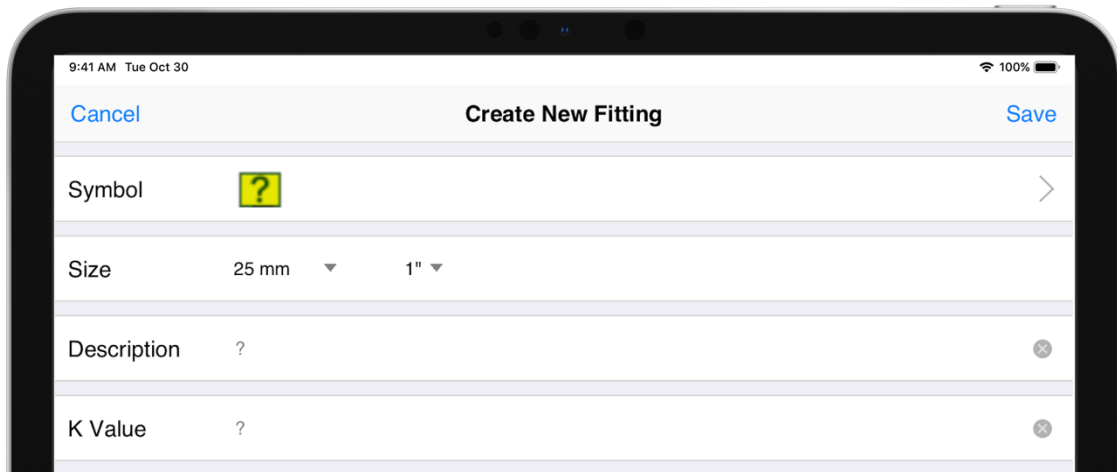 9:41 AM Tue Oct 30 100%
Cancel Create New Fitting Save
Symbol ?
Size 25 mm 1"
Description ?
K Value ?